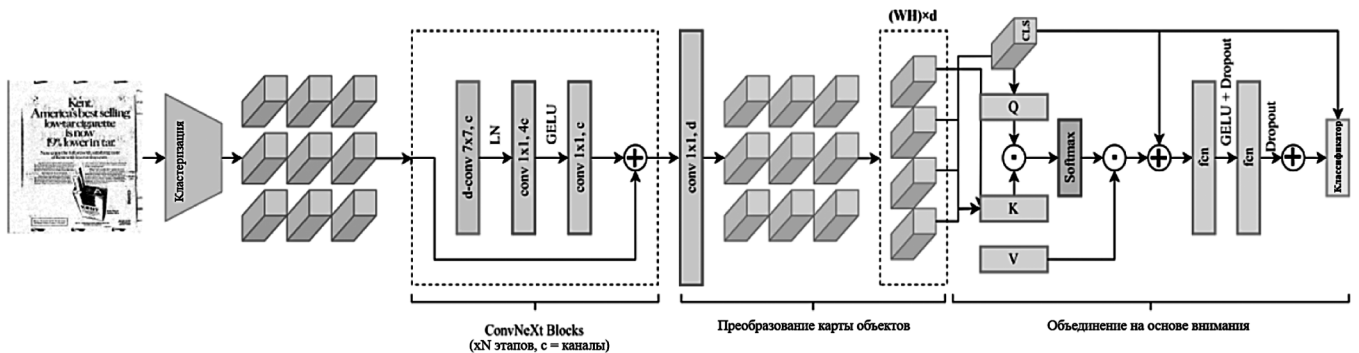 (WH)×d
CLS
Kent.
America's best selling
low-tar cigarette
is now
19% lower in tar.
Кластеризация
d-conv 7x7, c
LN
conv 1x1, 4c
GELU
conv 1x1, c
conv 1x1, d
Q
K
V
Softmax
fcn
GELU + Dropout
fcn
Dropout
Классификатор
ConvNeXt Blocks
(xN этапов, c = каналы)
Преобразование карты объектов
Объединение на основе внимания